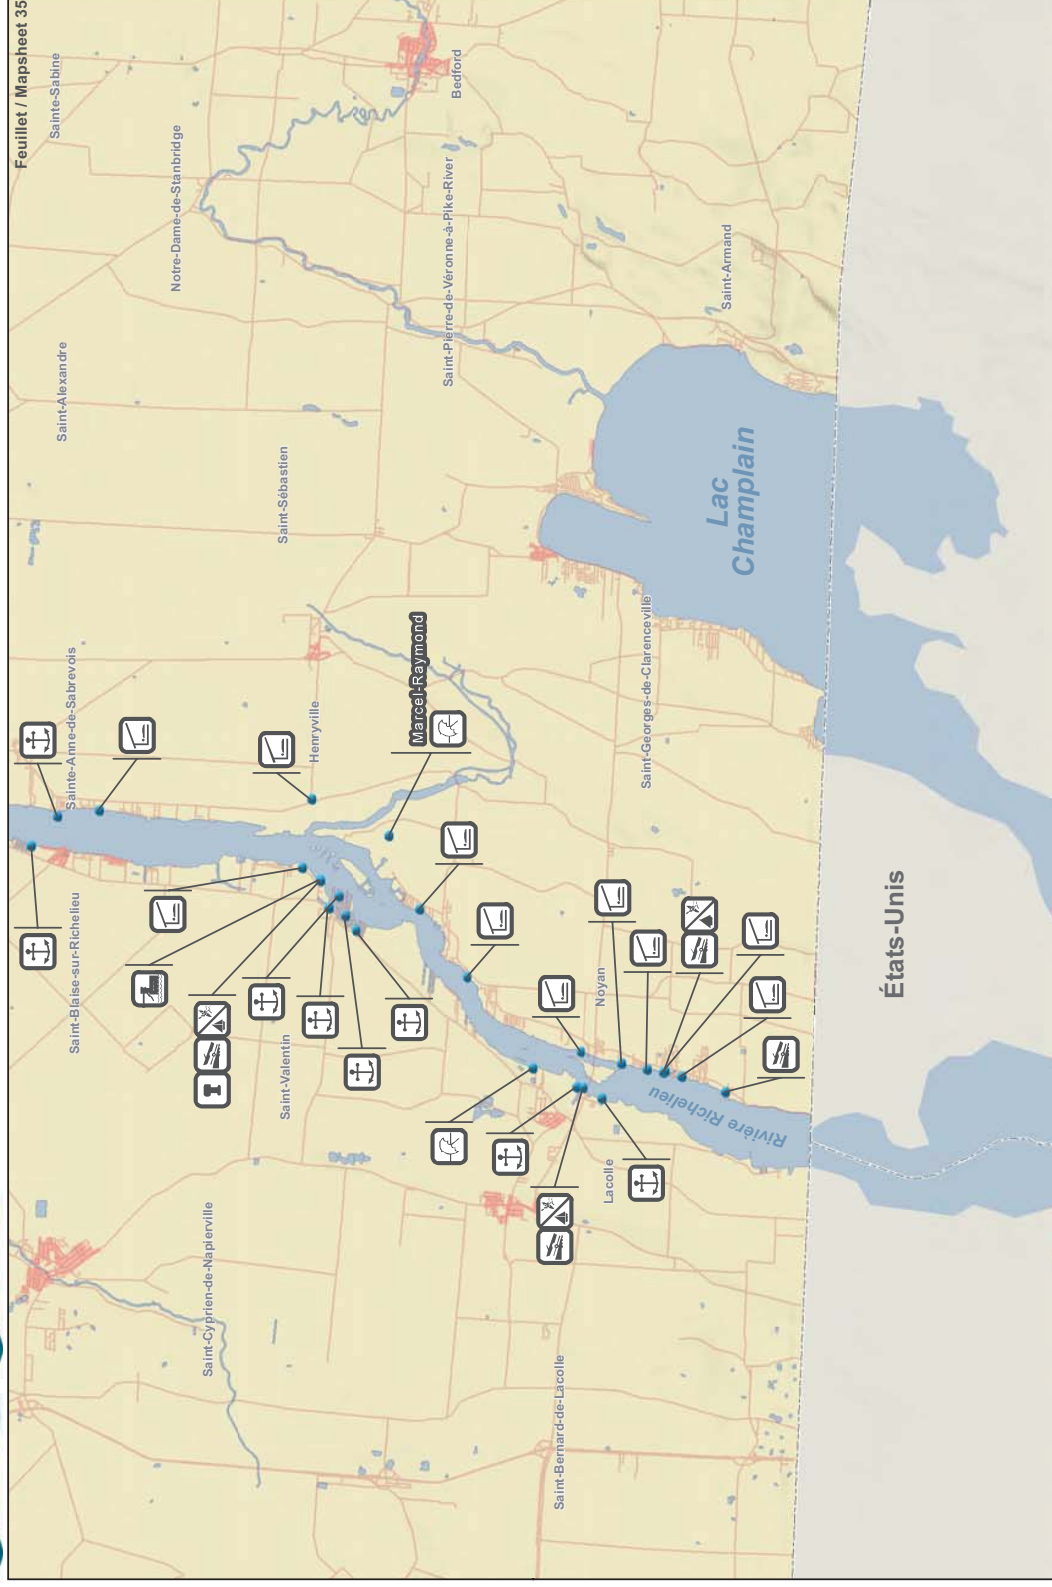 Feuillet / Mapsheet 35
Saint-Cyprien-de-Napierville
Saint-Bernard-de-Lacolle
Lacolle
Saint-Blaise-sur-Richelieu
Saint-Valentin
Noyan
Rivière Richelieu
États-Unis
Sainte-Anne-de-Sabrevois
Henryville
Marcel-Raymond
Saint-Georges-de-Clarenceville
Lac
Champlain
Saint-Alexandre
Saint-Sébastien
Sainte-Sabine
Notre-Dame-de-Stanbridge
Saint-Pierre-de-Véronne-à-Pike-River
Bedford
Saint-Armand